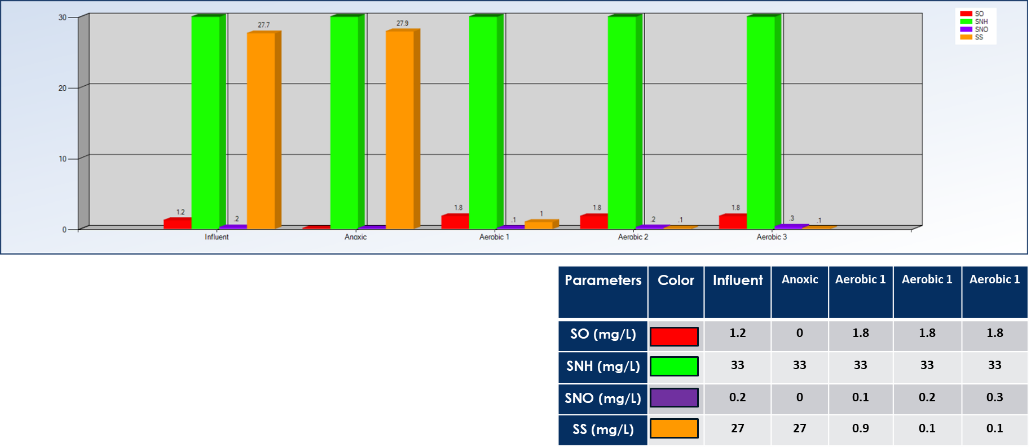 30
20
10
0
1.2
.2
27.7
27.9
1.8
.1
1
1.8
.2
.1
1.8
.3
.1
Influent
Anoxic
Aerobic 1
Aerobic 2
Aerobic 3
SO
SNH
SNO
SS
Parameters Color Influent Anoxic Aerobic 1 Aerobic 1 Aerobic 1
SO (mg/L) 1.2 0 1.8 1.8 1.8
SNH (mg/L) 33 33 33 33 33
SNO (mg/L) 0.2 0 0.1 0.2 0.3
SS (mg/L) 27 27 0.9 0.1 0.1